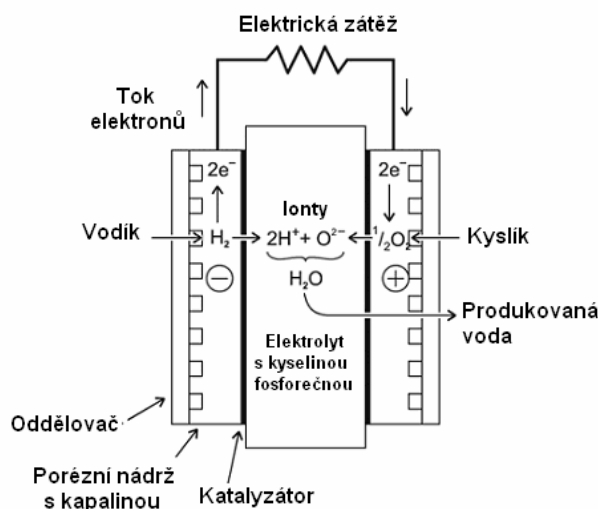 Elektrická zátěž
Tok
elektronů
2e⁻
2e⁻
Ionty
Vodík
H₂
2H⁺+ O²⁻
¹/₂O₂
Kyslík
−
+
H₂O
Produkovaná
voda
Elektrolyt
s kyselinou
fosforečnou
Oddělovač
Porézní nádrž
s kapalinou
Katalyzátor